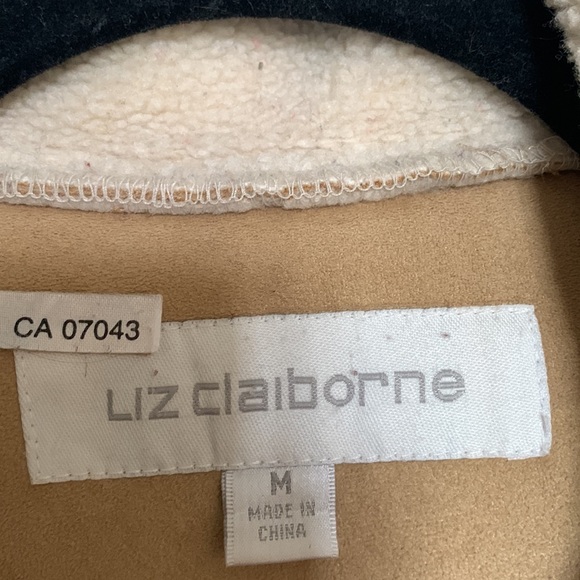 CA 07043
LIZ claiborne
M
MADE IN
CHINA